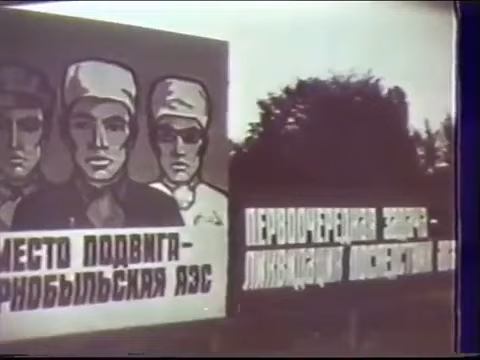 МЕСТО ПОДВИГА-
РНОБЫЛЬСКАЯ АЭС
ПЕРВООЧЕРЕДНАЯ ЗАДАЧА-
ЛИКВИДАЦИЯ ПОСЛЕДСТВИЙ